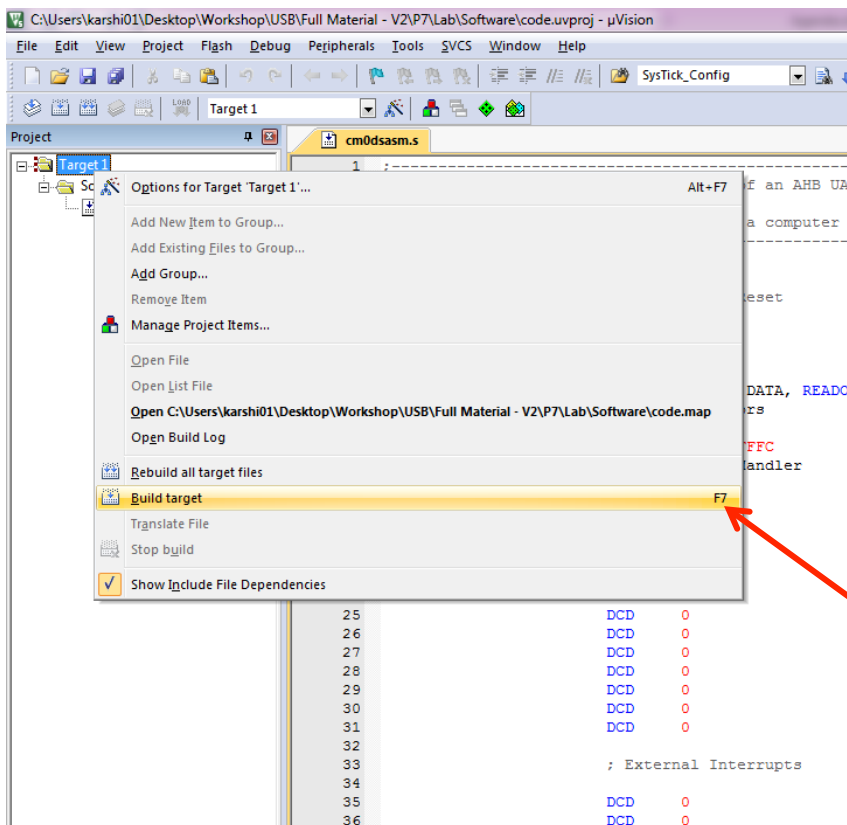 C:\Users\karshi01\Desktop\Workshop\USB\Full Material - V2\P7\Lab\Software\code.uvproj - µVision
File Edit View Project Flash Debug Peripherals Tools SVCS Window Help
SysTick_Config
LOAD Target 1
Project
cm0dsasm.s
Target 1
1 ;--------------------------------------------------------
Options for Target 'Target 1'... Alt+F7 f an AHB UA
Add New Item to Group... a computer
Add Existing Files to Group...
Add Group...
Remove Item eset
Manage Project Items...
Open File
Open List File DATA, READO
Open C:\Users\karshi01\Desktop\Workshop\USB\Full Material - V2\P7\Lab\Software\code.map rs
Open Build Log FFC
Rebuild all target files Handler
Build target F7
Translate File
Stop build
Show Include File Dependencies
25 DCD 0
26 DCD 0
27 DCD 0
28 DCD 0
29 DCD 0
30 DCD 0
31 DCD 0
32
33 ; External Interrupts
34
35 DCD 0
36 DCD 0